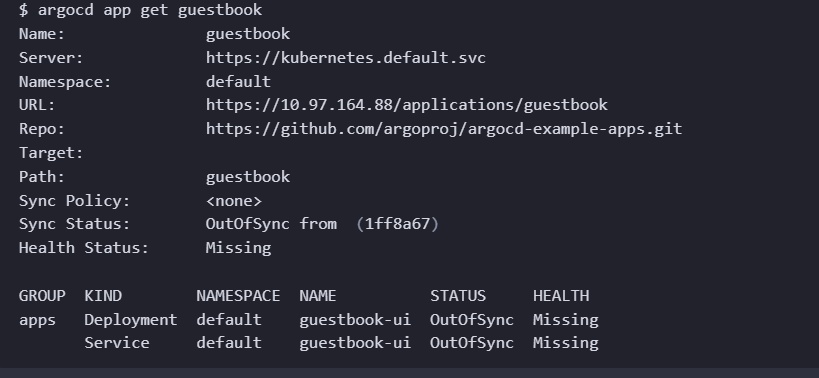 $ argocd app get guestbook
Name:               guestbook
Server:             https://kubernetes.default.svc
Namespace:          default
URL:                https://10.97.164.88/applications/guestbook
Repo:               https://github.com/argoproj/argocd-example-apps.git
Target:
Path:               guestbook
Sync Policy:        <none>
Sync Status:        OutOfSync from  (1ff8a67)
Health Status:      Missing

GROUP  KIND        NAMESPACE  NAME          STATUS     HEALTH
apps   Deployment  default    guestbook-ui  OutOfSync  Missing
       Service     default    guestbook-ui  OutOfSync  Missing